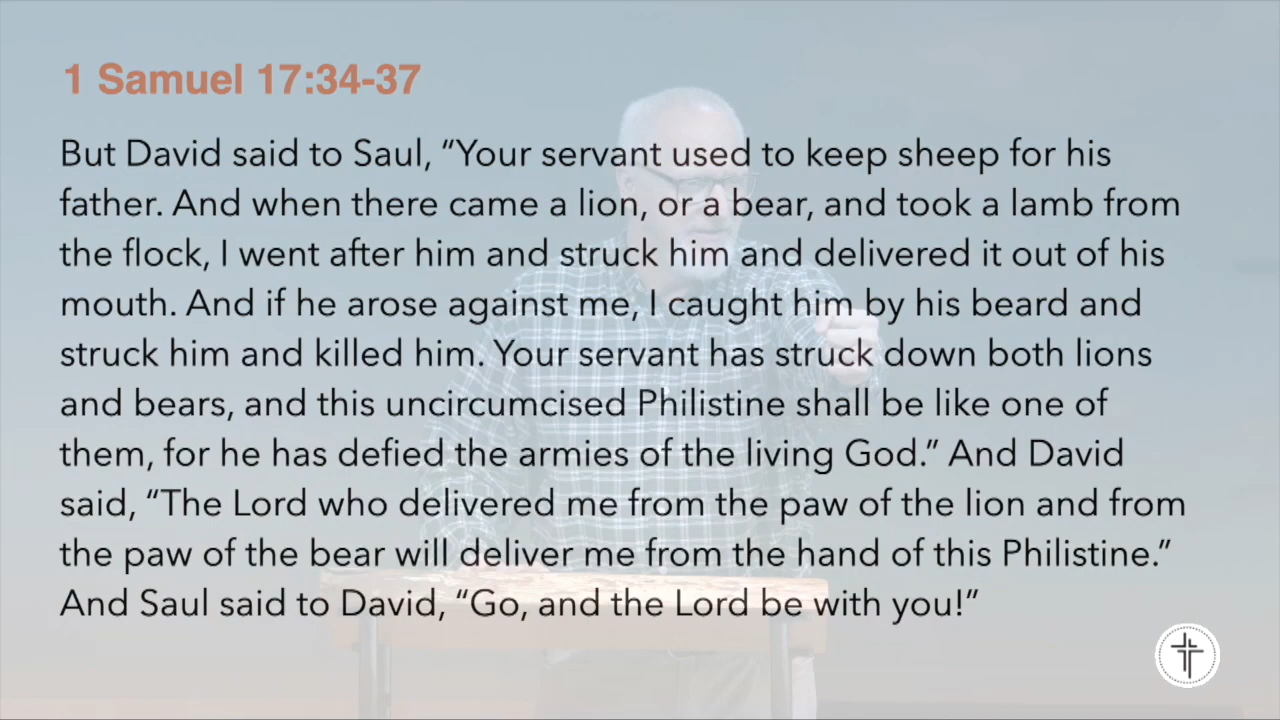 1 Samuel 17:34-37
But David said to Saul, “Your servant used to keep sheep for his
father. And when there came a lion, or a bear, and took a lamb from
the flock, I went after him and struck him and delivered it out of his
mouth. And if he arose against me, I caught him by his beard and
struck him and killed him. Your servant has struck down both lions
and bears, and this uncircumcised Philistine shall be like one of
them, for he has defied the armies of the living God.” And David
said, “The Lord who delivered me from the paw of the lion and from
the paw of the bear will deliver me from the hand of this Philistine.”
And Saul said to David, “Go, and the Lord be with you!”